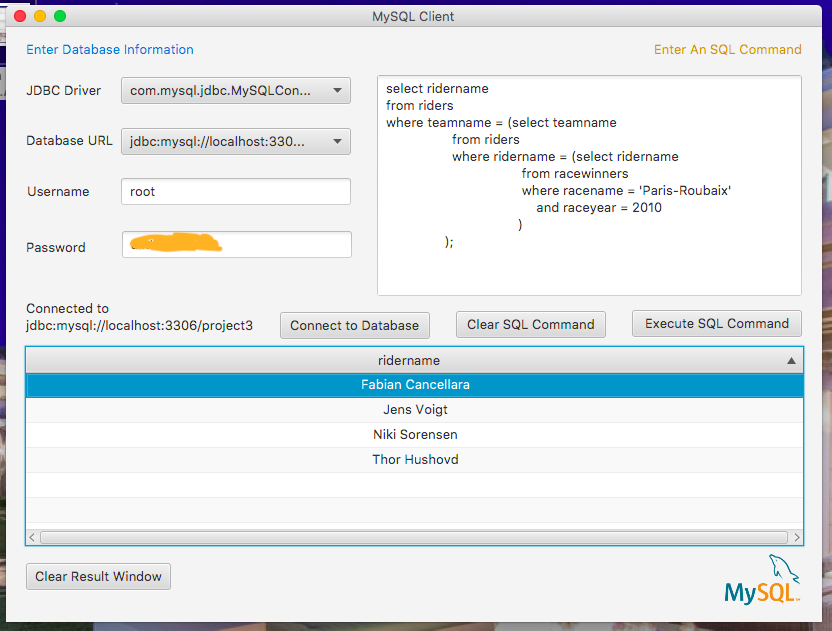 MySQL Client
Enter Database Information
Enter An SQL Command
JDBC Driver
com.mysql.jdbc.MySQLCon...
Database URL
jdbc:mysql://localhost:330...
Username
root
Password
select ridername
from riders
where teamname = (select teamname
from riders
where ridername = (select ridername
from racewinners
where racename = 'Paris-Roubaix'
and raceyear = 2010
)
);
Connected to
jdbc:mysql://localhost:3306/project3
Connect to Database
Clear SQL Command
Execute SQL Command
ridername
Fabian Cancellara
Jens Voigt
Niki Sorensen
Thor Hushovd
Clear Result Window
MySQL